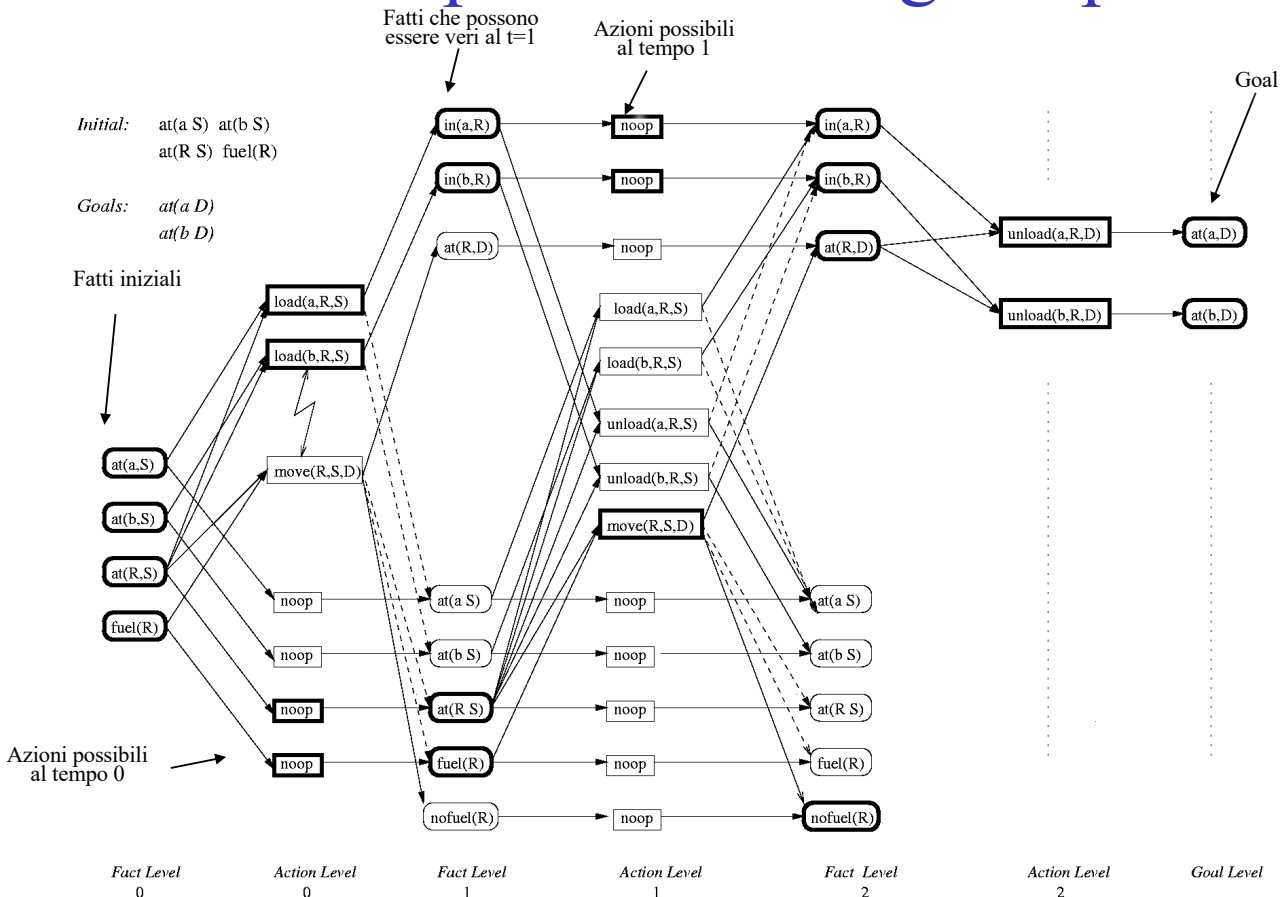 Fatti che possono
essere veri al t=1
Azioni possibili
al tempo 1
Goal
Initial: at(a S) at(b S)
at(R S) fuel(R)
Goals: at(a D)
at(b D)
Fatti iniziali
Azioni possibili
al tempo 0
at(a,S)
at(b,S)
at(R,S)
fuel(R)
load(a,R,S)
load(b,R,S)
move(R,S,D)
noop
noop
noop
noop
in(a,R)
in(b,R)
at(R,D)
at(a S)
at(b S)
at(R S)
fuel(R)
nofuel(R)
noop
noop
noop
load(a,R,S)
load(b,R,S)
unload(a,R,S)
unload(b,R,S)
move(R,S,D)
noop
noop
noop
noop
noop
in(a,R)
in(b,R)
at(R,D)
at(a S)
at(b S)
at(R S)
fuel(R)
nofuel(R)
unload(a,R,D)
unload(b,R,D)
at(a,D)
at(b,D)
Fact Level
0
Action Level
0
Fact Level
1
Action Level
1
Fact Level
2
Action Level
2
Goal Level